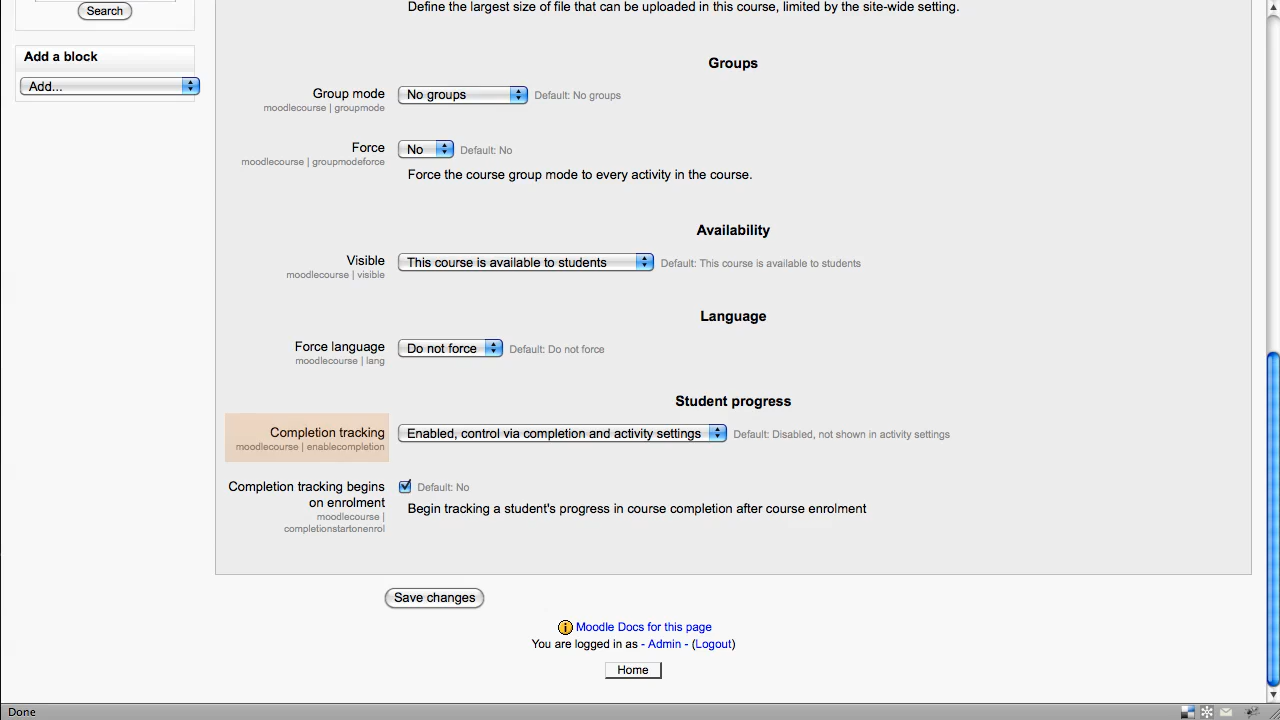 Search
Define the largest size of file that can be uploaded in this course, limited by the site-wide setting.
Add a block
Add...
Groups
Group mode
moodlecourse | groupmode
No groups
Default: No groups
Force
moodlecourse | groupmodeforce
No
Default: No
Force the course group mode to every activity in the course.
Availability
Visible
moodlecourse | visible
This course is available to students
Default: This course is available to students
Language
Force language
moodlecourse | lang
Do not force
Default: Do not force
Student progress
Completion tracking
moodlecourse | enablecompletion
Enabled, control via completion and activity settings
Default: Disabled, not shown in activity settings
Completion tracking begins
on enrolment
moodlecourse |
completionstartonenrol
Default: No
Begin tracking a student's progress in course completion after course enrolment
Save changes
Moodle Docs for this page
You are logged in as - Admin - (Logout)
Home
Done